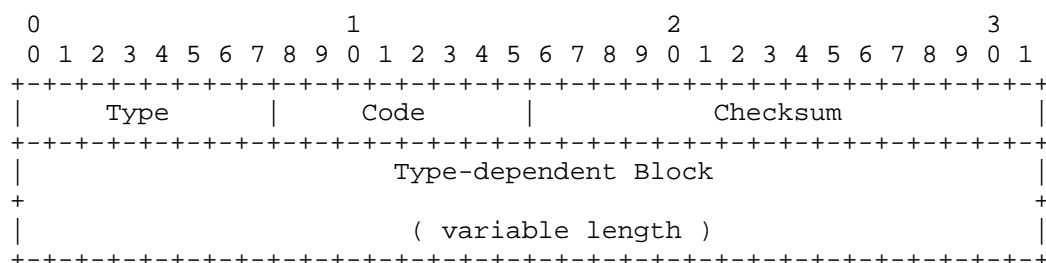 0                   1                   2                   3
 0 1 2 3 4 5 6 7 8 9 0 1 2 3 4 5 6 7 8 9 0 1 2 3 4 5 6 7 8 9 0 1
+-+-+-+-+-+-+-+-+-+-+-+-+-+-+-+-+-+-+-+-+-+-+-+-+-+-+-+-+-+-+-+-+
|     Type      |     Code      |           Checksum            |
+-+-+-+-+-+-+-+-+-+-+-+-+-+-+-+-+-+-+-+-+-+-+-+-+-+-+-+-+-+-+-+-+
|                       Type-dependent Block                    |
+                                                               +
|                        ( variable length )                    |
+-+-+-+-+-+-+-+-+-+-+-+-+-+-+-+-+-+-+-+-+-+-+-+-+-+-+-+-+-+-+-+-+